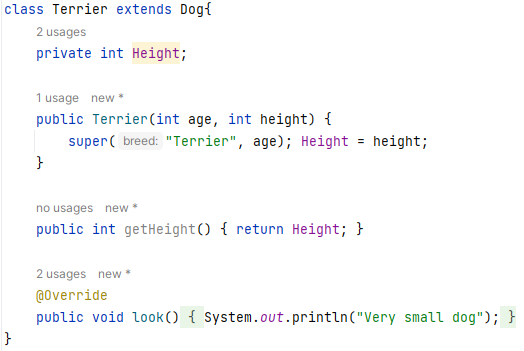 class Terrier extends Dog{
2 usages
private int Height;
1 usage new *
public Terrier(int age, int height) {
super( breed: "Terrier", age); Height = height;
}
no usages new *
public int getHeight() { return Height; }
2 usages new *
@Override
public void look() { System.out.println("Very small dog"); }
}